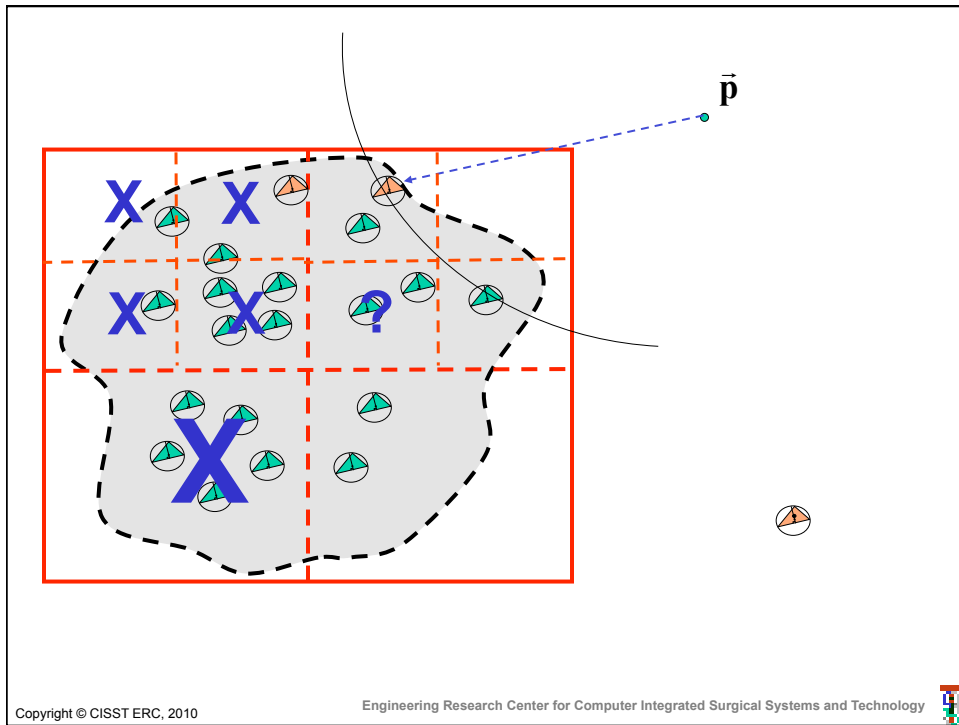 p⃗
X X
X X ?
X
Copyright © CISST ERC, 2010
Engineering Research Center for Computer Integrated Surgical Systems and Technology